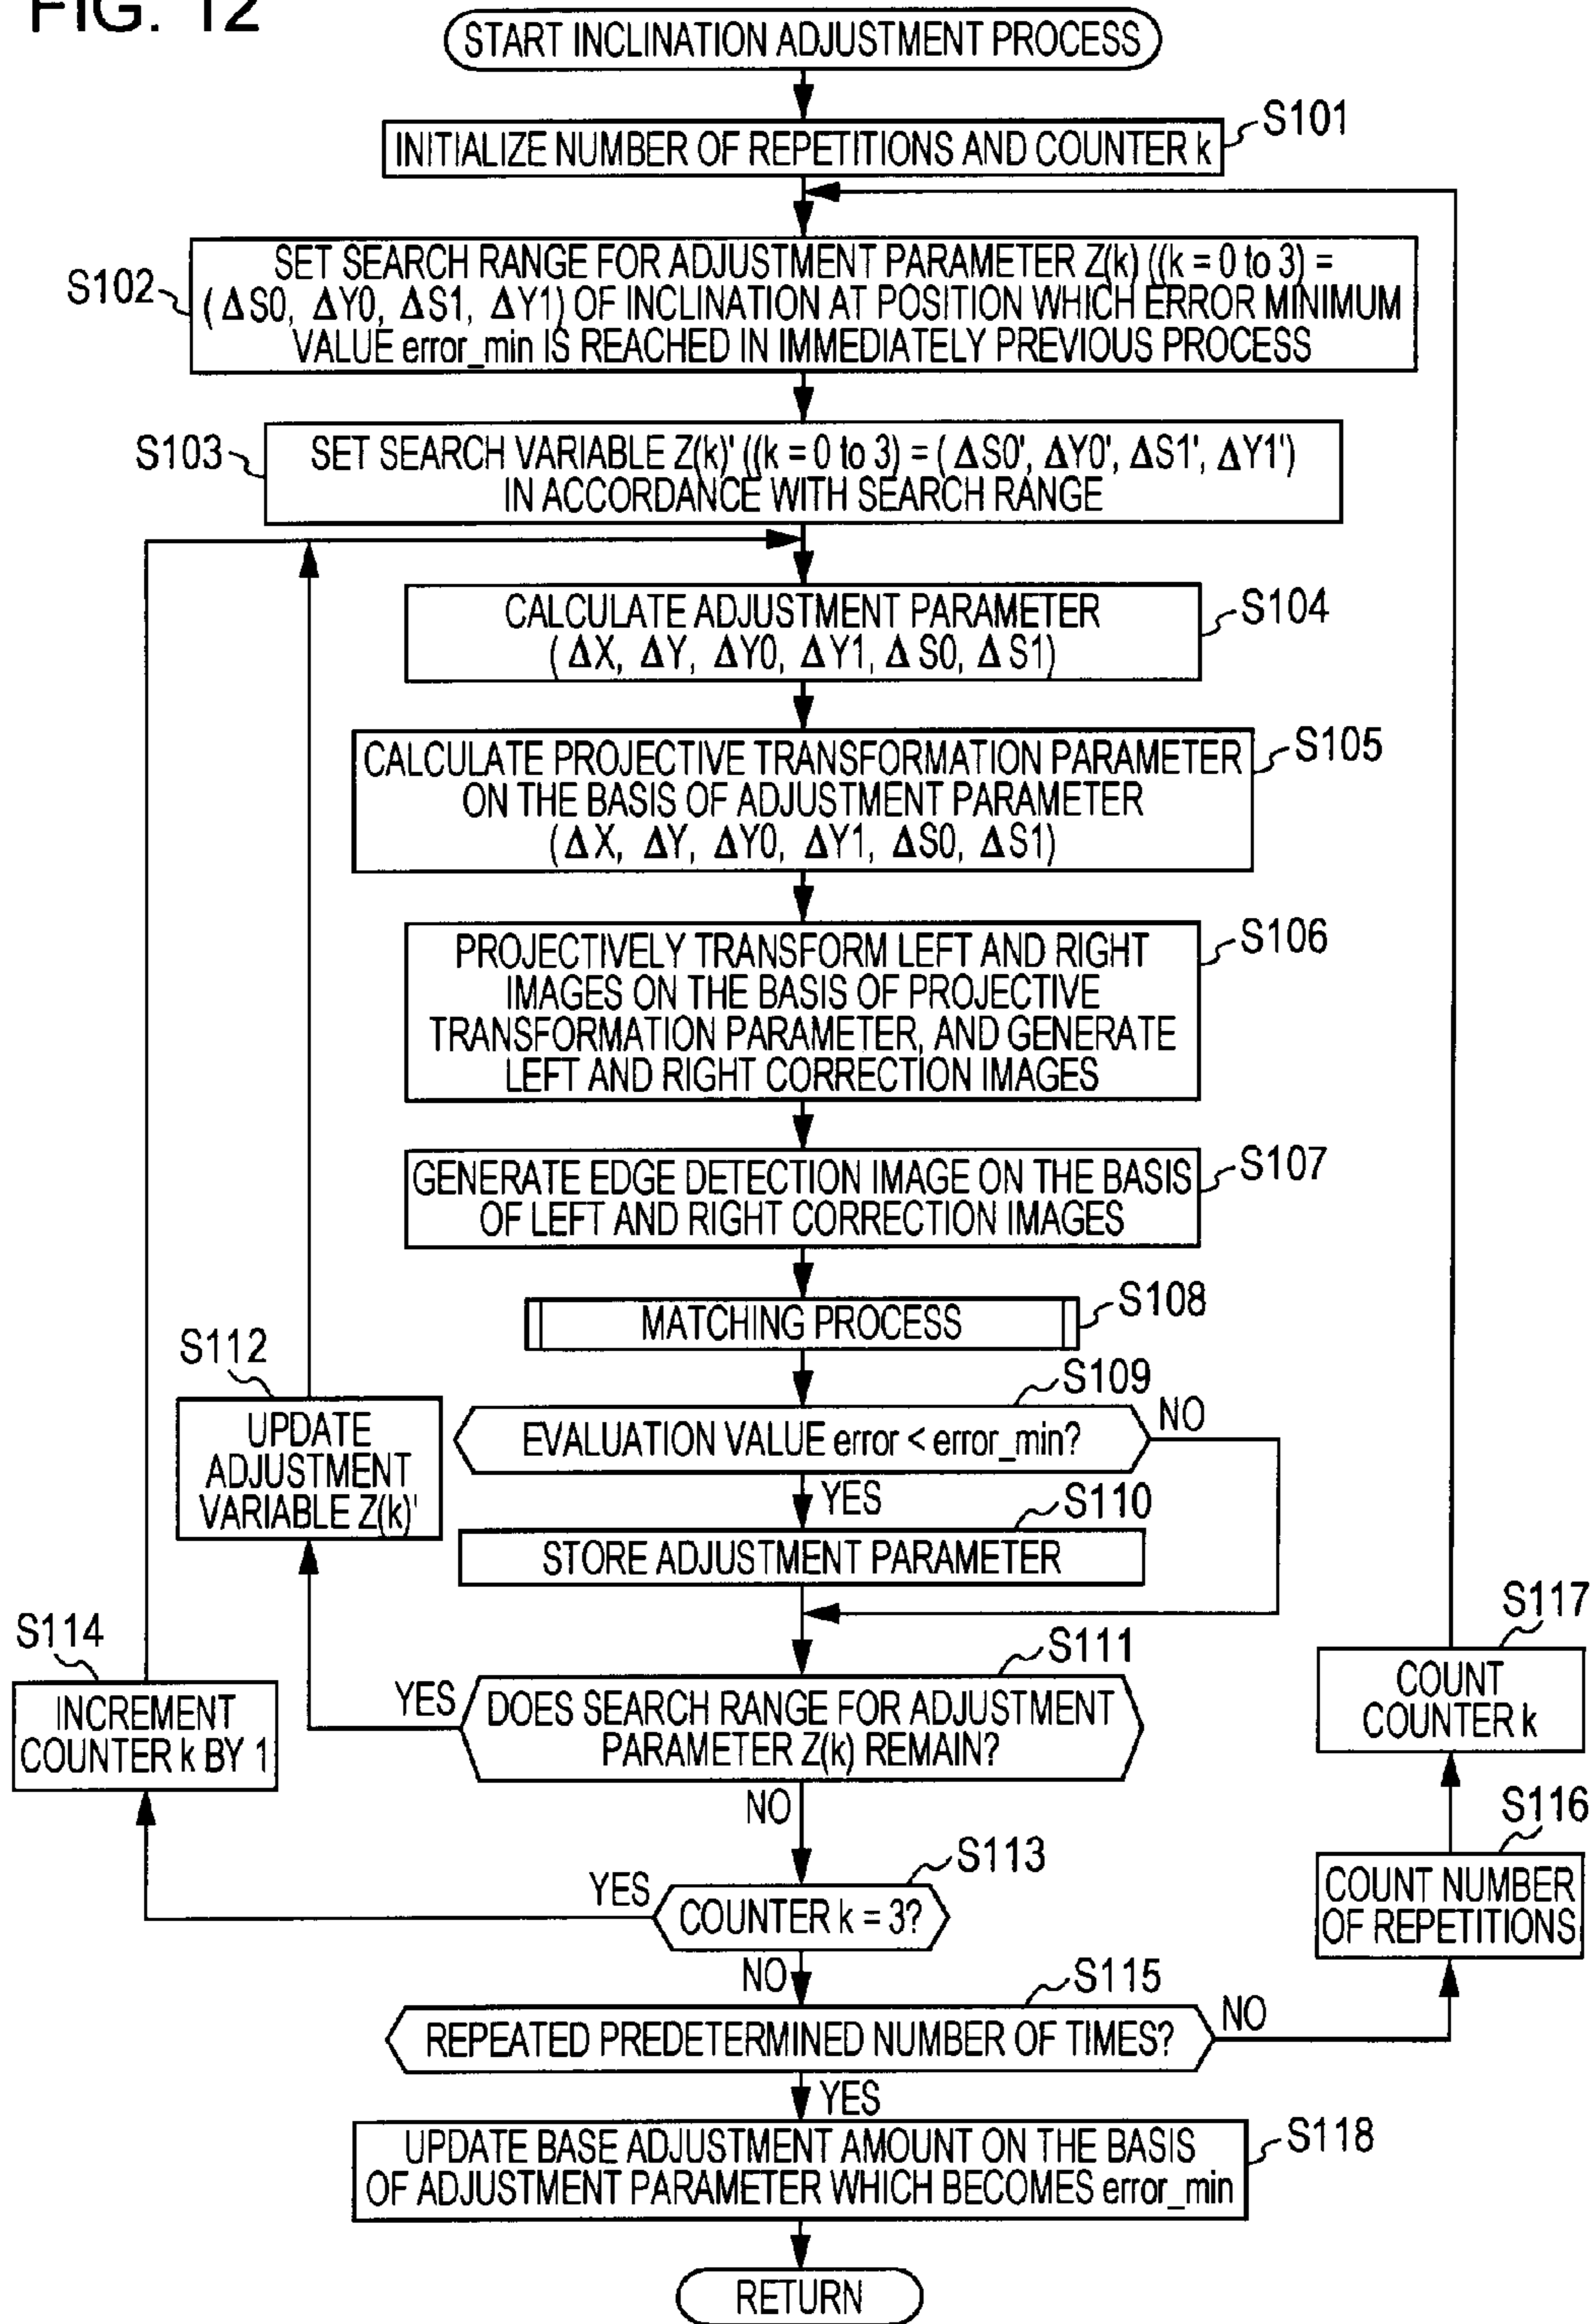 FIG. 12
START INCLINATION ADJUSTMENT PROCESS
S101
INITIALIZE NUMBER OF REPETITIONS AND COUNTER k
S102
SET SEARCH RANGE FOR ADJUSTMENT PARAMETER Z(k) ((k = 0 to 3) =
(ΔS0, ΔY0, ΔS1, ΔY1) OF INCLINATION AT POSITION WHICH ERROR MINIMUM
VALUE error_min IS REACHED IN IMMEDIATELY PREVIOUS PROCESS
S103
SET SEARCH VARIABLE Z(k)' ((k = 0 to 3) = (ΔS0', ΔY0', ΔS1', ΔY1')
IN ACCORDANCE WITH SEARCH RANGE
S104
CALCULATE ADJUSTMENT PARAMETER
(ΔX, ΔY, ΔY0, ΔY1, ΔS0, ΔS1)
S105
CALCULATE PROJECTIVE TRANSFORMATION PARAMETER
ON THE BASIS OF ADJUSTMENT PARAMETER
(ΔX, ΔY, ΔY0, ΔY1, ΔS0, ΔS1)
S106
PROJECTIVELY TRANSFORM LEFT AND RIGHT
IMAGES ON THE BASIS OF PROJECTIVE
TRANSFORMATION PARAMETER, AND GENERATE
LEFT AND RIGHT CORRECTION IMAGES
S107
GENERATE EDGE DETECTION IMAGE ON THE BASIS
OF LEFT AND RIGHT CORRECTION IMAGES
S108
MATCHING PROCESS
S109
EVALUATION VALUE error < error_min?
NO
YES
S112
UPDATE
ADJUSTMENT
VARIABLE Z(k)'
S110
STORE ADJUSTMENT PARAMETER
S111
DOES SEARCH RANGE FOR ADJUSTMENT
PARAMETER Z(k) REMAIN?
YES
NO
S114
INCREMENT
COUNTER k BY 1
S113
COUNTER k = 3?
YES
NO
S117
COUNT
COUNTER k
S116
COUNT NUMBER
OF REPETITIONS
S115
REPEATED PREDETERMINED NUMBER OF TIMES?
NO
YES
S118
UPDATE BASE ADJUSTMENT AMOUNT ON THE BASIS
OF ADJUSTMENT PARAMETER WHICH BECOMES error_min
RETURN